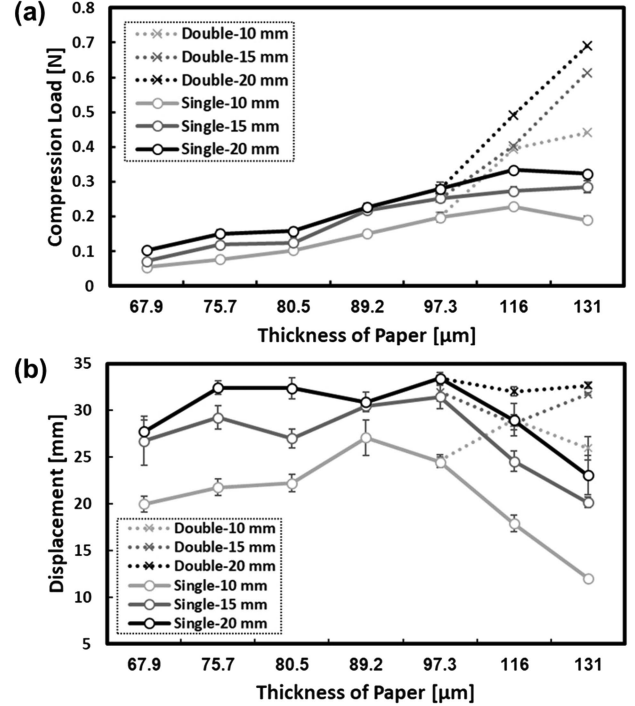 (a)
0.8
0.7
0.6
0.5
0.4
0.3
0.2
0.1
0
Compression Load [N]
Double-10 mm
Double-15 mm
Double-20 mm
Single-10 mm
Single-15 mm
Single-20 mm
67.9 75.7 80.5 89.2 97.3 116 131
Thickness of Paper [µm]
(b)
35
30
25
20
15
10
5
Displacement [mm]
Double-10 mm
Double-15 mm
Double-20 mm
Single-10 mm
Single-15 mm
Single-20 mm
67.9 75.7 80.5 89.2 97.3 116 131
Thickness of Paper [µm]